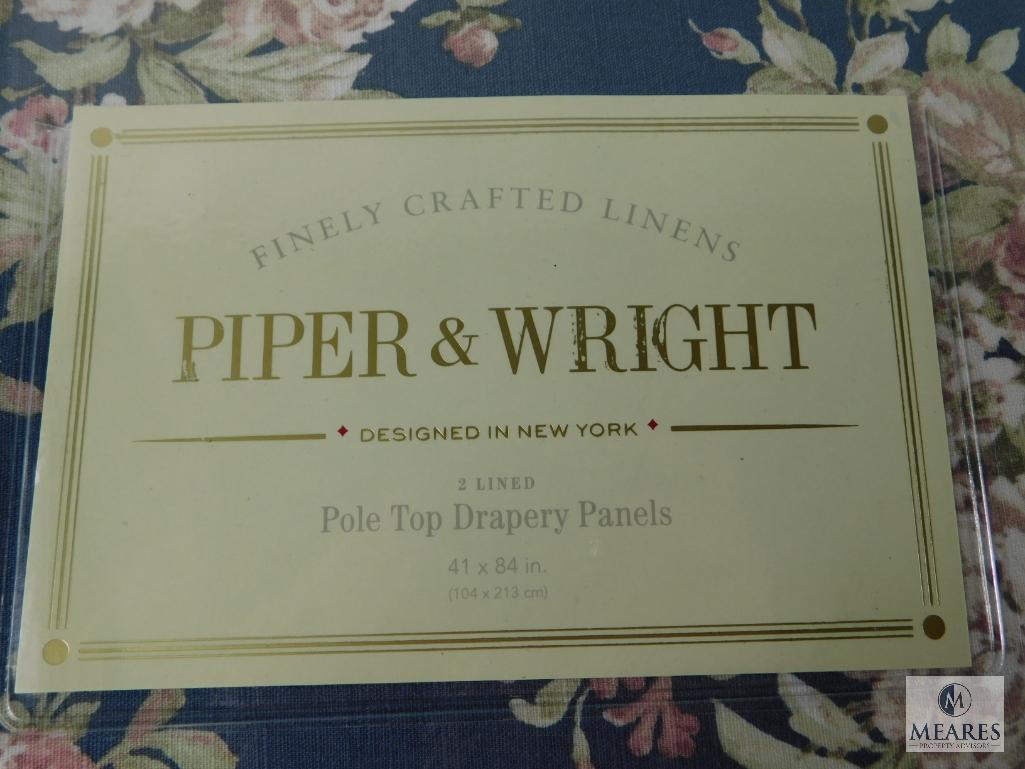 FINELY CRAFTED LINENS
PIPER & WRIGHT
DESIGNED IN NEW YORK
2 LINED
Pole Top Drapery Panels
41 x 84 in.
(104 x 213 cm)
M
MEARES
PROPERTY ADVISORS